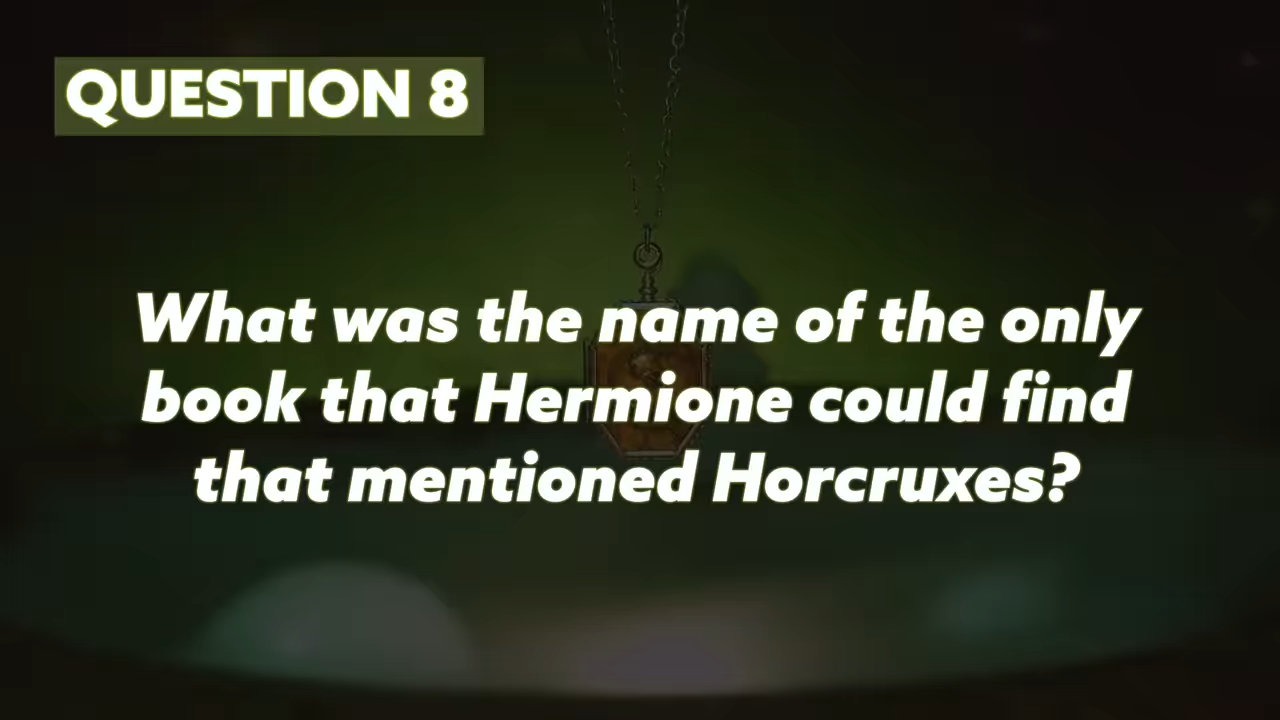 QUESTION 8
What was the name of the only
book that Hermione could find
that mentioned Horcruxes?